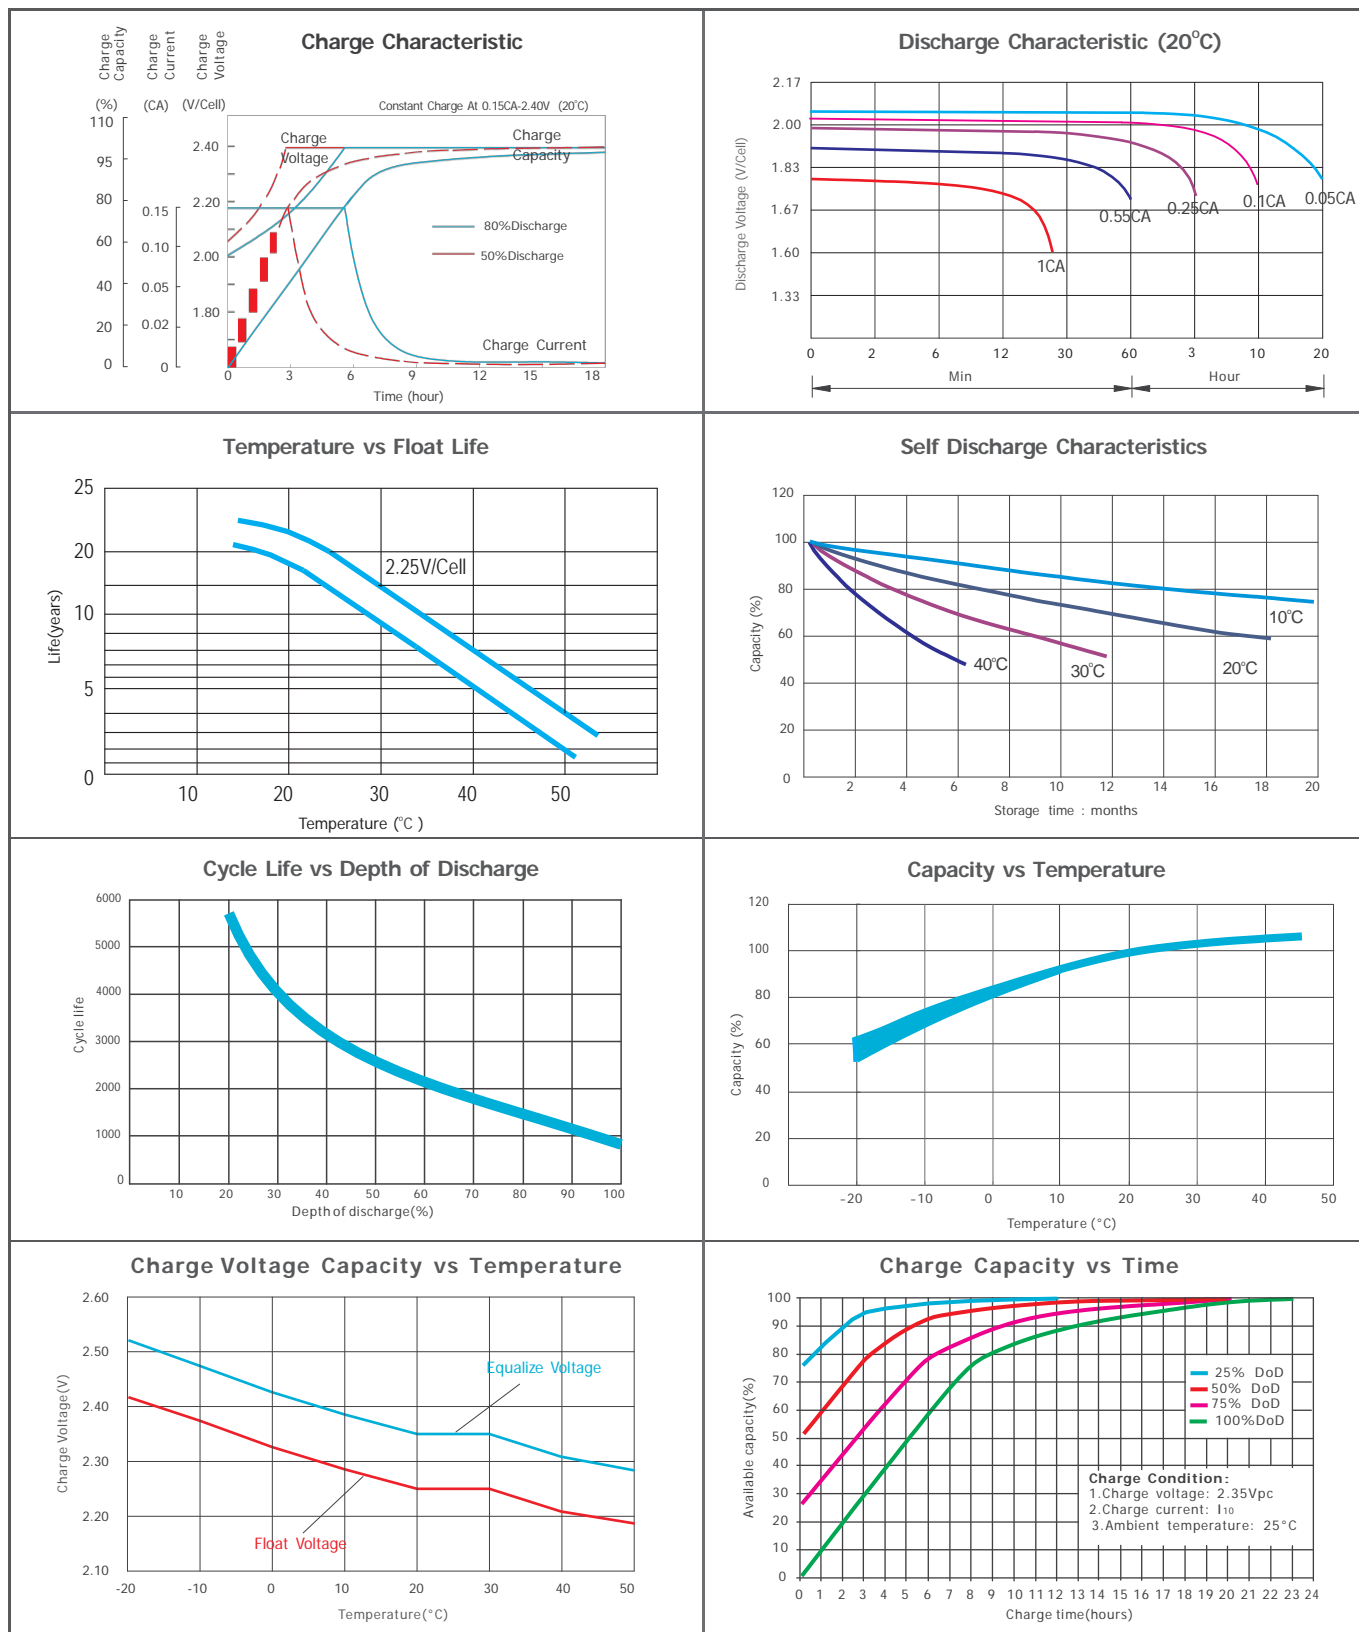 Charge Characteristic
Charge
Capacity
Charge
Current
Charge
Voltage
(%)
(CA)
(V/Cell)
Constant Charge At 0.15CA-2.40V (20°C)
110
95
80
60
40
20
0
0.15
0.10
0.05
0.02
0
2.40
2.20
2.00
1.80
Charge
Voltage
Charge
Capacity
80%Discharge
50%Discharge
Charge Current
0 3 6 9 12 15 18
Time (hour)
Discharge Characteristic (20°C)
Discharge Voltage (V/Cell)
2.17
2.00
1.83
1.67
1.60
1.33
1CA
0.55CA
0.25CA
0.1CA
0.05CA
0 2 6 12 30 60 3 10 20
Min
Hour
Temperature vs Float Life
Life(years)
25
20
10
5
0
2.25V/Cell
10 20 30 40 50
Temperature (°C )
Self Discharge Characteristics
Capacity (%)
120
100
80
60
40
20
0
10°C
20°C
30°C
40°C
2 4 6 8 10 12 14 16 18 20
Storage time : months
Cycle Life vs Depth of Discharge
Cycle life
6000
5000
4000
3000
2000
1000
0
10 20 30 40 50 60 70 80 90 100
Depth of discharge(%)
Capacity vs Temperature
Capacity (%)
120
100
80
60
40
20
0
-20 -10 0 10 20 30 40 50
Temperature (°C)
Charge Voltage Capacity vs Temperature
Charge Voltage(V)
2.60
2.50
2.40
2.30
2.20
2.10
Equalize Voltage
Float Voltage
-20 -10 0 10 20 30 40 50
Temperature(°C)
Charge Capacity vs Time
Available capacity(%)
100
90
80
70
60
50
40
30
20
10
0
25% DoD
50% DoD
75% DoD
100%DoD
Charge Condition:
1.Charge voltage: 2.35Vpc
2.Charge current: I10
3.Ambient temperature: 25°C
0 1 2 3 4 5 6 7 8 9 10 11 12 13 14 15 16 17 18 19 20 21 22 23 24
Charge time(hours)